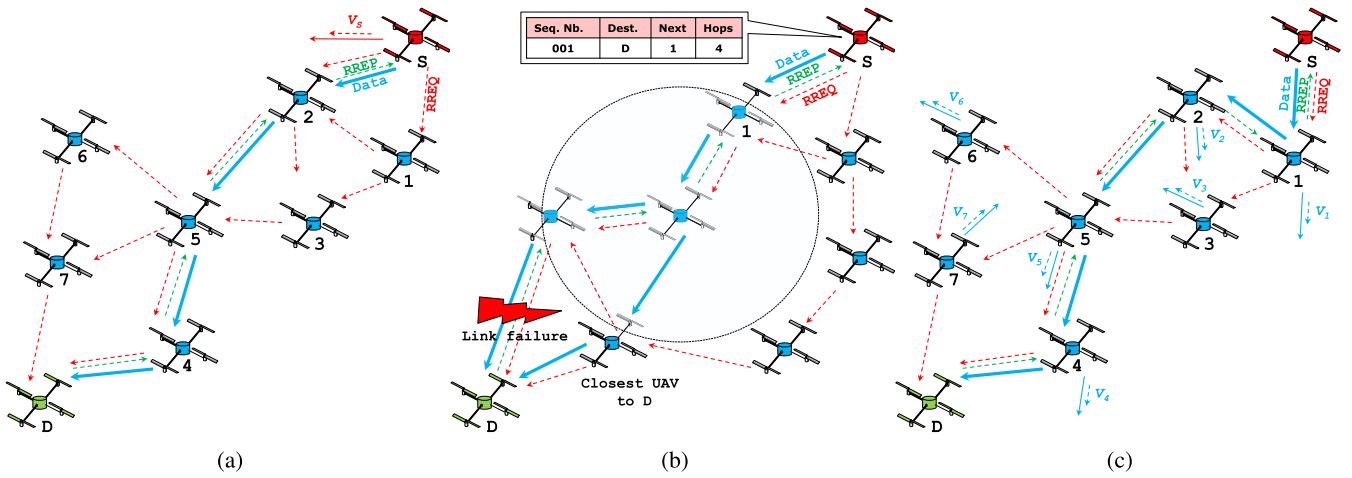 V_S
S
RREP
Data
RREQ
2
6
1
5
3
7
4
D
(a)
Seq. Nb. Dest. Next Hops
001 D 1 4
S
Data
RREP
RREQ
1
Link failure
Closest UAV
to D
D
(b)
S
Data
RREP
RREQ
V_6
2
V_2
6
1
V_3
V_1
V_7
5
3
V_5
7
4
V_4
D
(c)